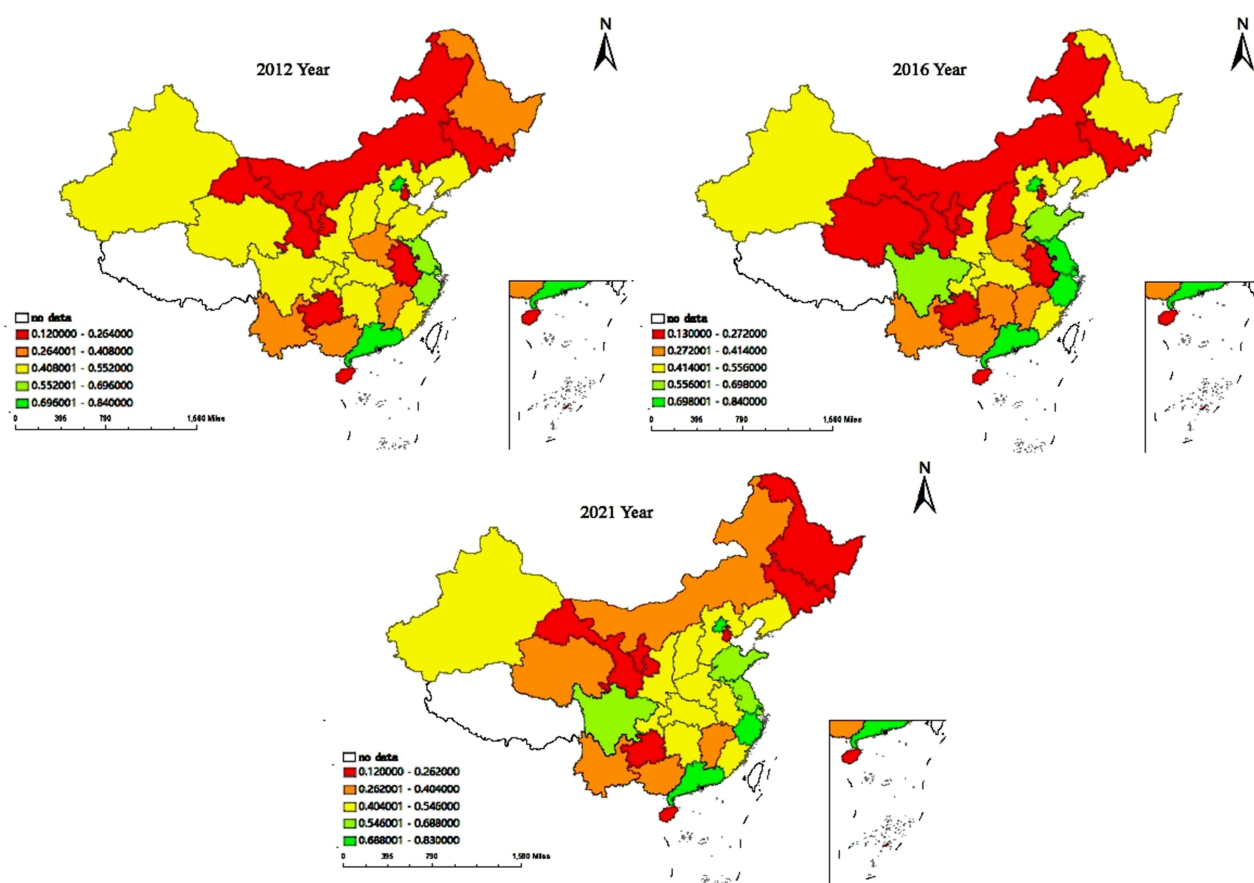 N
2012 Year
no data
0.120000 - 0.264000
0.264001 - 0.408000
0.408001 - 0.552000
0.552001 - 0.696000
0.696001 - 0.840000
0 395 790 1,580 Miles
N
2016 Year
no data
0.130000 - 0.272000
0.272001 - 0.414000
0.414001 - 0.556000
0.556001 - 0.698000
0.698001 - 0.840000
0 395 790 1,580 Miles
N
2021 Year
no data
0.120000 - 0.262000
0.262001 - 0.404000
0.404001 - 0.546000
0.546001 - 0.688000
0.688001 - 0.830000
0 395 790 1,580 Miles